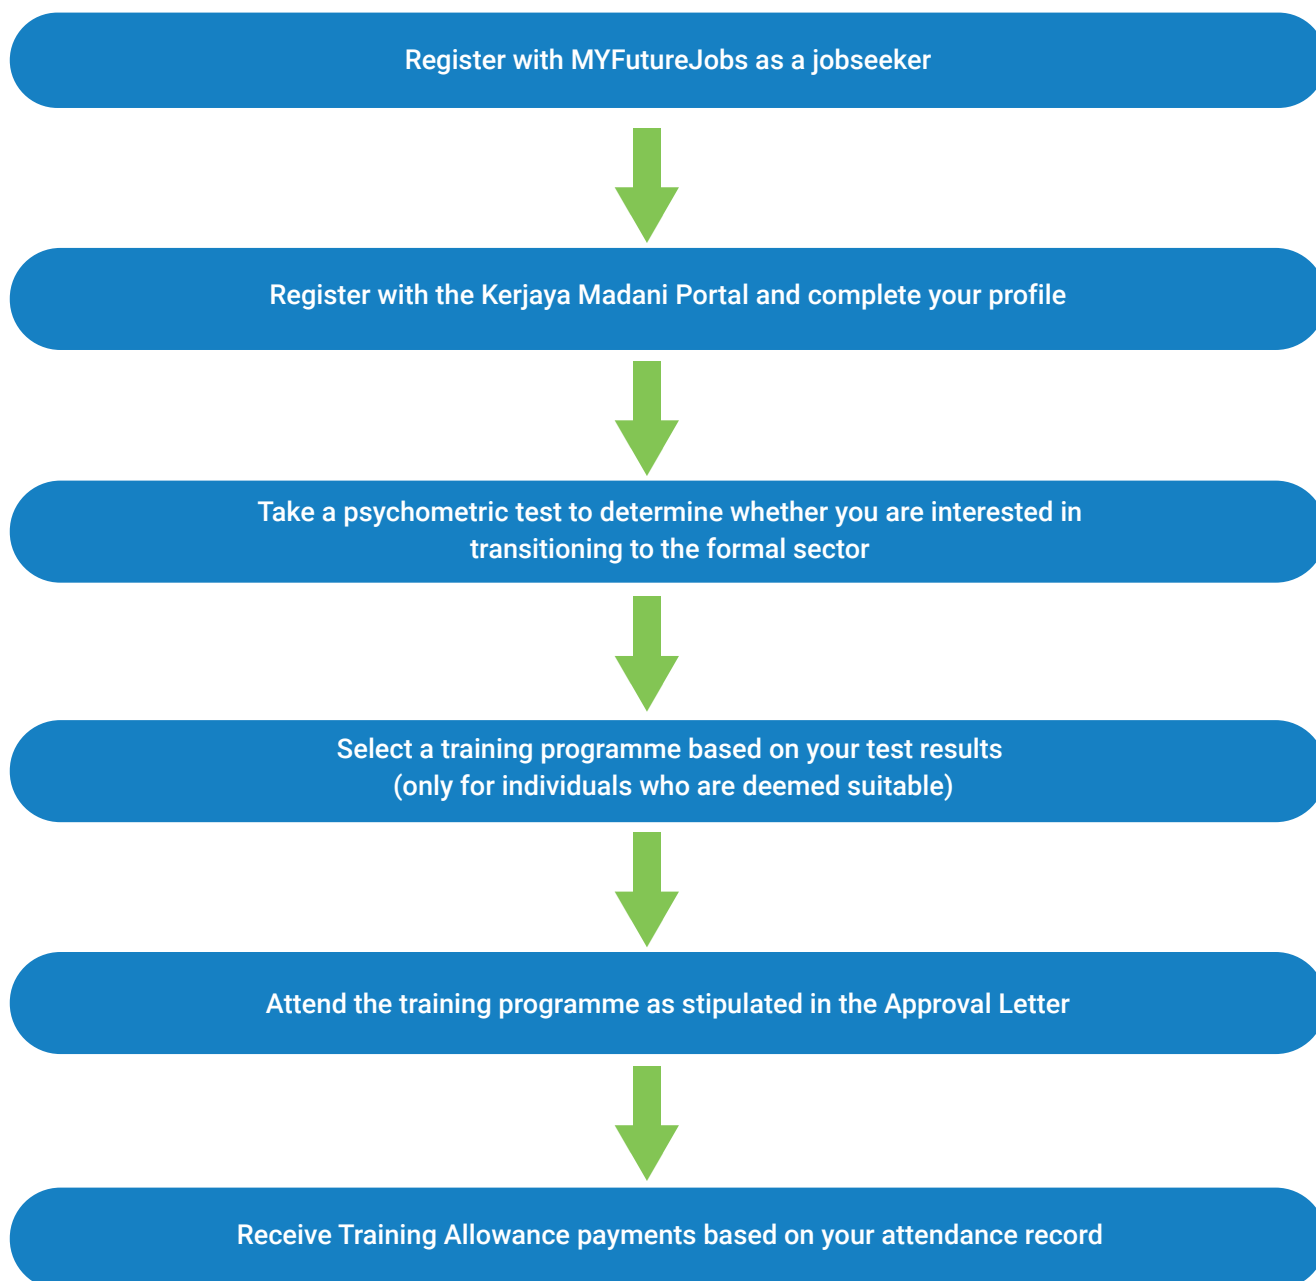 Register with MYFutureJobs as a jobseeker
Register with the Kerjaya Madani Portal and complete your profile
Take a psychometric test to determine whether you are interested in
transitioning to the formal sector
Select a training programme based on your test results
(only for individuals who are deemed suitable)
Attend the training programme as stipulated in the Approval Letter
Receive Training Allowance payments based on your attendance record